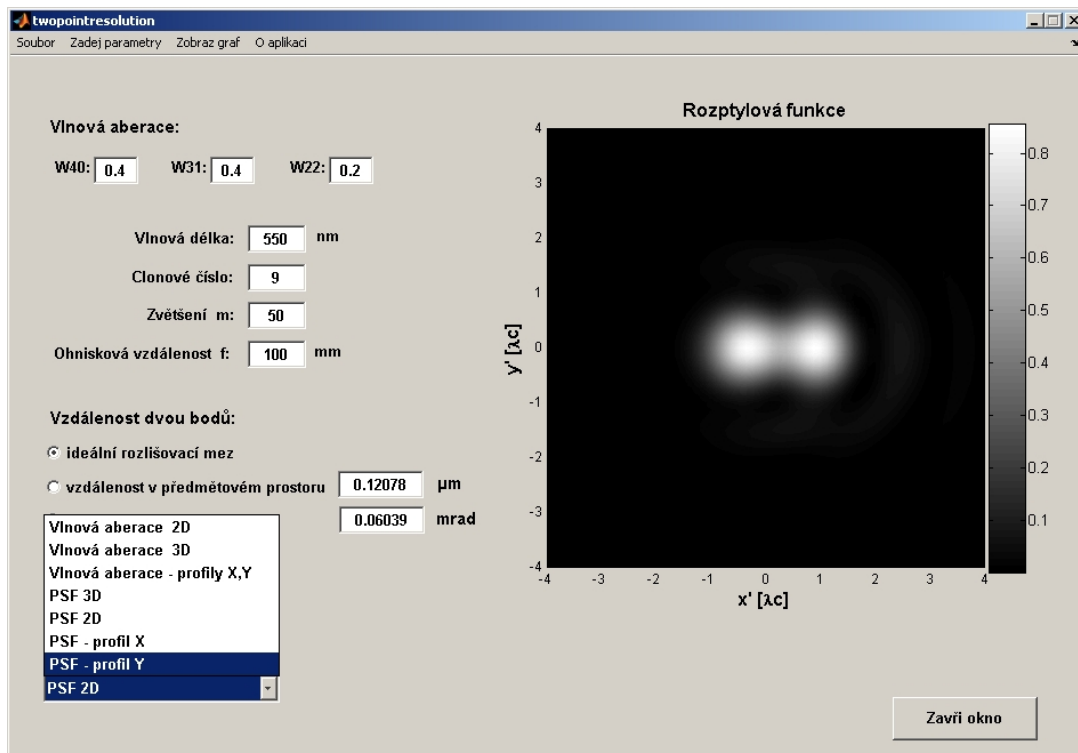 twopointresolution
Soubor Zadej parametry Zobraz graf O aplikaci
Vlnová aberace:
W40: 0.4 W31: 0.4 W22: 0.2
Vlnová délka: 550 nm
Clonové číslo: 9
Zvětšení m: 50
Ohnisková vzdálenost f: 100 mm
Vzdálenost dvou bodů:
ideální rozlišovací mez
vzdálenost v předmětovém prostoru 0.12078 μm
0.06039 mrad
Vlnová aberace 2D
Vlnová aberace 3D
Vlnová aberace - profily X,Y
PSF 3D
PSF 2D
PSF - profil X
PSF - profil Y
PSF 2D
Rozptylová funkce
4
3
2
1
0
-1
-2
-3
-4
y' [λc]
-4 -3 -2 -1 0 1 2 3 4
x' [λc]
0.8
0.7
0.6
0.5
0.4
0.3
0.2
0.1
Zavři okno